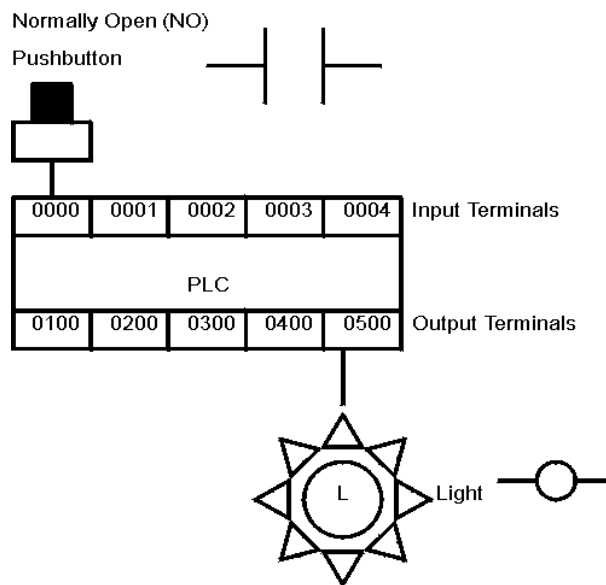 Normally Open (NO)
Pushbutton
0000 0001 0002 0003 0004 Input Terminals
PLC
0100 0200 0300 0400 0500 Output Terminals
L Light